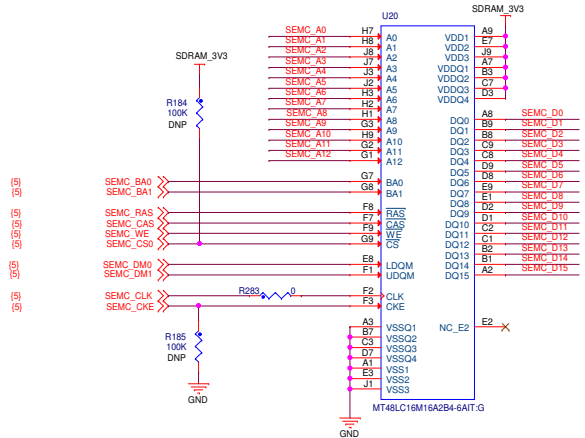 U20
SDRAM_3V3
SEMC_A0 H7 A0 VDD1 A9
SEMC_A1 H8 A1 VDD2 E7
SEMC_A2 J8 A2 VDD3 J9
SEMC_A3 J7 A3 VDDQ1 A7
SEMC_A4 J3 A4 VDDQ2 B3
SEMC_A5 J2 A5 VDDQ3 C7
SEMC_A6 H3 A6 VDDQ4 D3
SEMC_A7 H2 A7
SEMC_A8 H1 A8 DQ0 A8 SEMC_D0
SEMC_A9 G3 A9 DQ1 B9 SEMC_D1
SEMC_A10 H9 A10 DQ2 B8 SEMC_D2
SEMC_A11 G2 A11 DQ3 C9 SEMC_D3
SEMC_A12 G1 A12 DQ4 C8 SEMC_D4
DQ5 D9 SEMC_D5
DQ6 D8 SEMC_D6
DQ7 E9 SEMC_D7
DQ8 E1 SEMC_D8
DQ9 D2 SEMC_D9
DQ10 D1 SEMC_D10
DQ11 C2 SEMC_D11
DQ12 C1 SEMC_D12
DQ13 B2 SEMC_D13
DQ14 B1 SEMC_D14
DQ15 A2 SEMC_D15
SDRAM_3V3
R184
100K
DNP
{5} SEMC_BA0 G7 BA0
{5} SEMC_BA1 G8 BA1
{5} SEMC_RAS F8 RAS
{5} SEMC_CAS F7 CAS
{5} SEMC_WE F9 WE
{5} SEMC_CS0 G9 CS
{5} SEMC_DM0 E8 LDQM
{5} SEMC_DM1 F1 UDQM
{5} SEMC_CLK R283 0 F2 CLK
{5} SEMC_CKE F3 CKE
R185
100K
DNP
GND
A3 VSSQ1 NC_E2 E2
B7 VSSQ2
C3 VSSQ3
D7 VSSQ4
A1 VSS1
E3 VSS2
J1 VSS3
GND
MT48LC16M16A2B4-6AIT:G